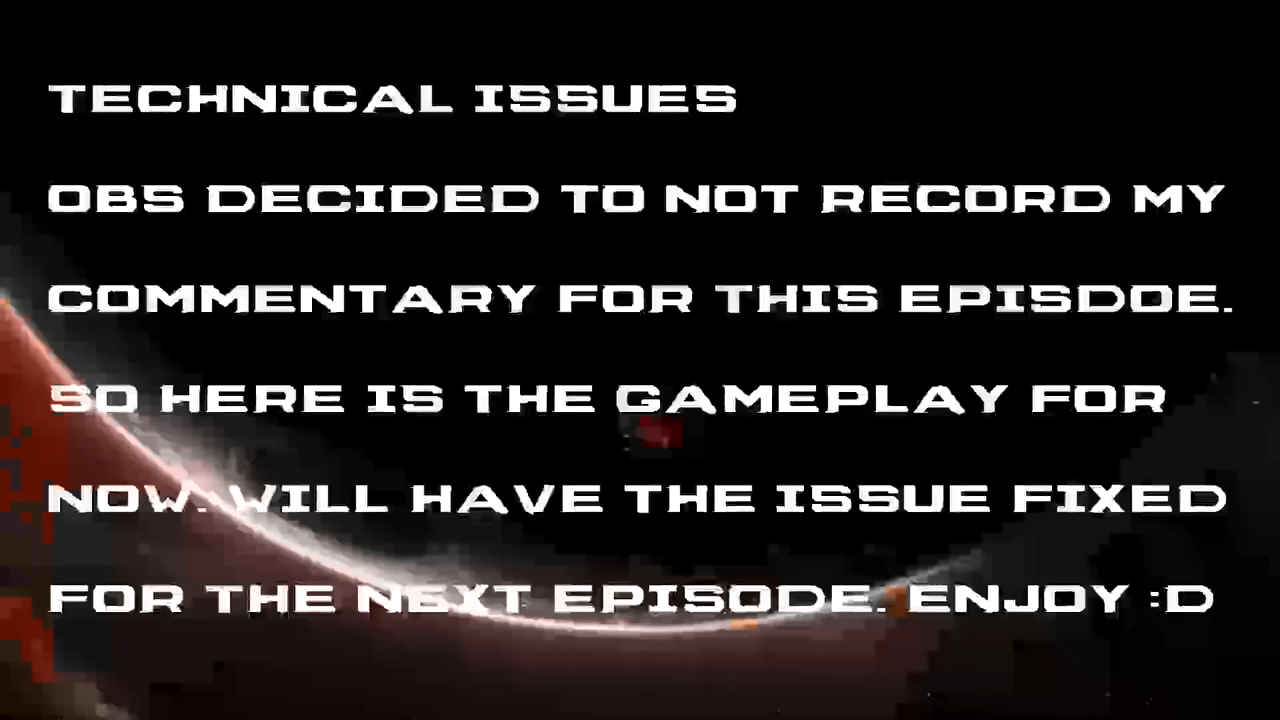 TECHNICAL ISSUES
OBS DECIDED TO NOT RECORD MY
COMMENTARY FOR THIS EPISDOE.
SO HERE IS THE GAMEPLAY FOR
NOW. WILL HAVE THE ISSUE FIXED
FOR THE NEXT EPISODE. ENJOY :D